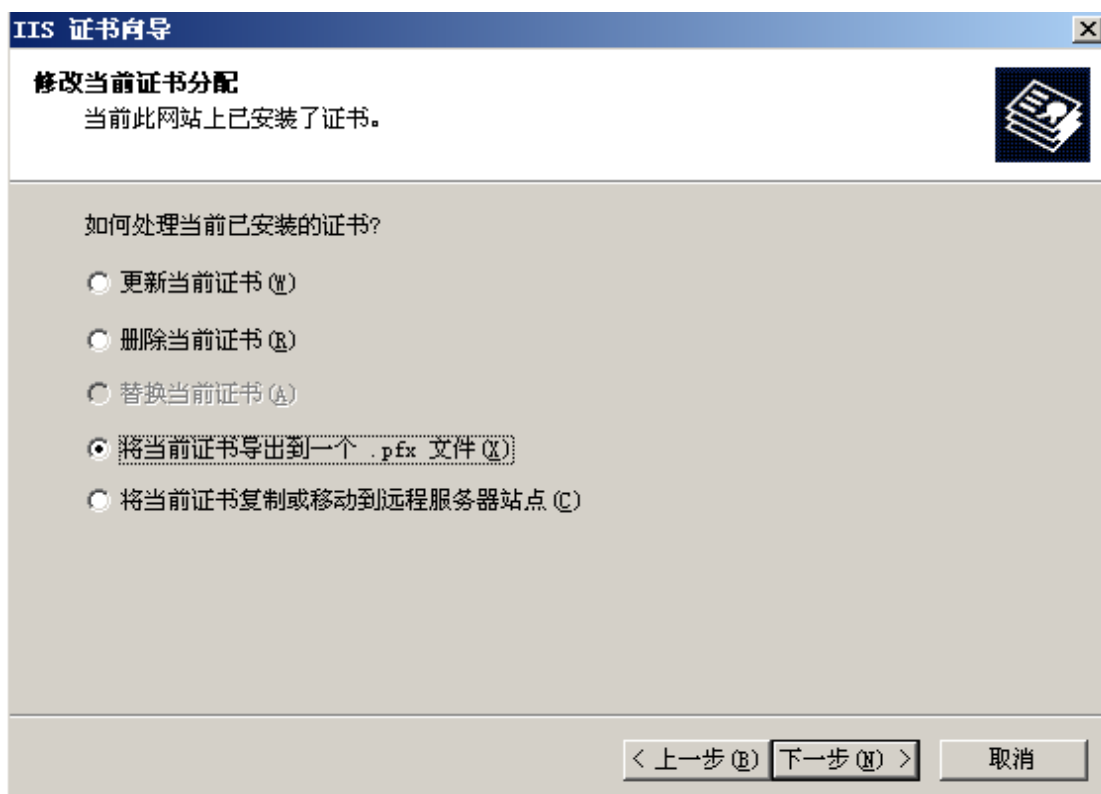 IIS 证书向导
修改当前证书分配
当前此网站上已安装了证书。
如何处理当前已安装的证书?
更新当前证书(W)
删除当前证书(R)
替换当前证书(A)
将当前证书导出到一个 .pfx 文件(X)
将当前证书复制或移动到远程服务器站点(C)
< 上一步(B) 下一步(N) > 取消